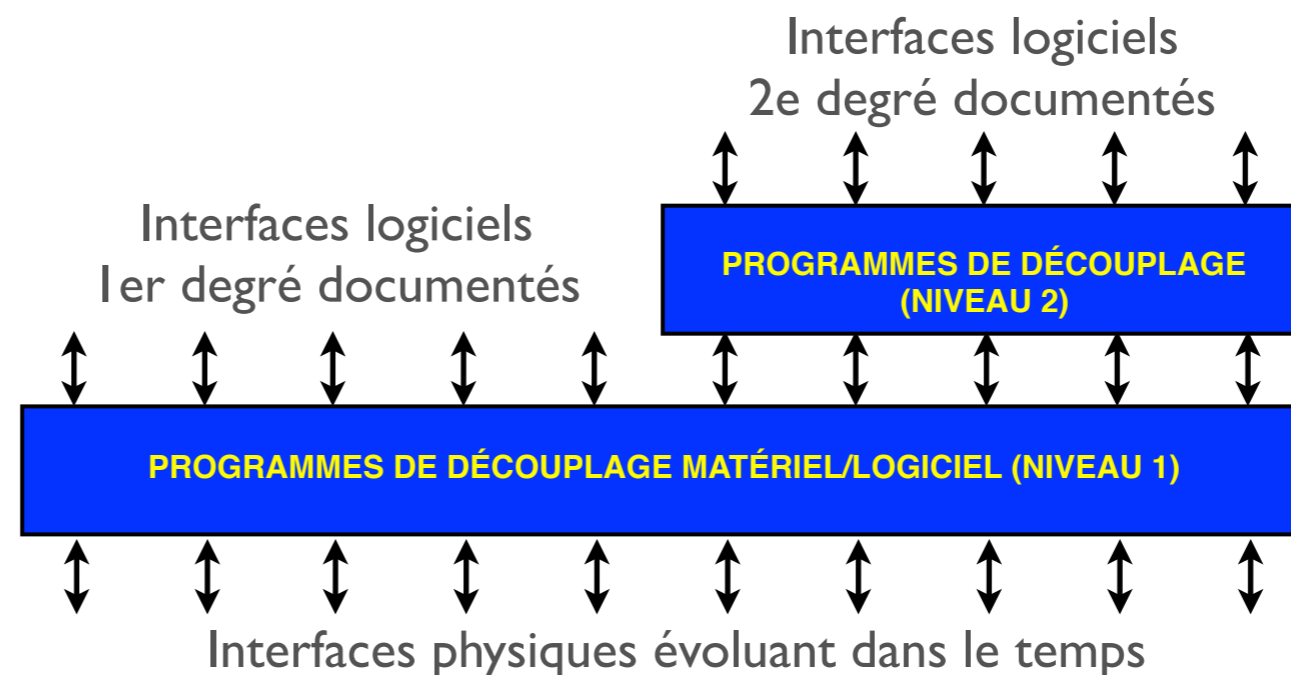 Interfaces logiciels
2e degré documentés
Interfaces logiciels
1er degré documentés
PROGRAMMES DE DÉCOUPLAGE
(NIVEAU 2)
PROGRAMMES DE DÉCOUPLAGE MATÉRIEL/LOGICIEL (NIVEAU 1)
Interfaces physiques évoluant dans le temps